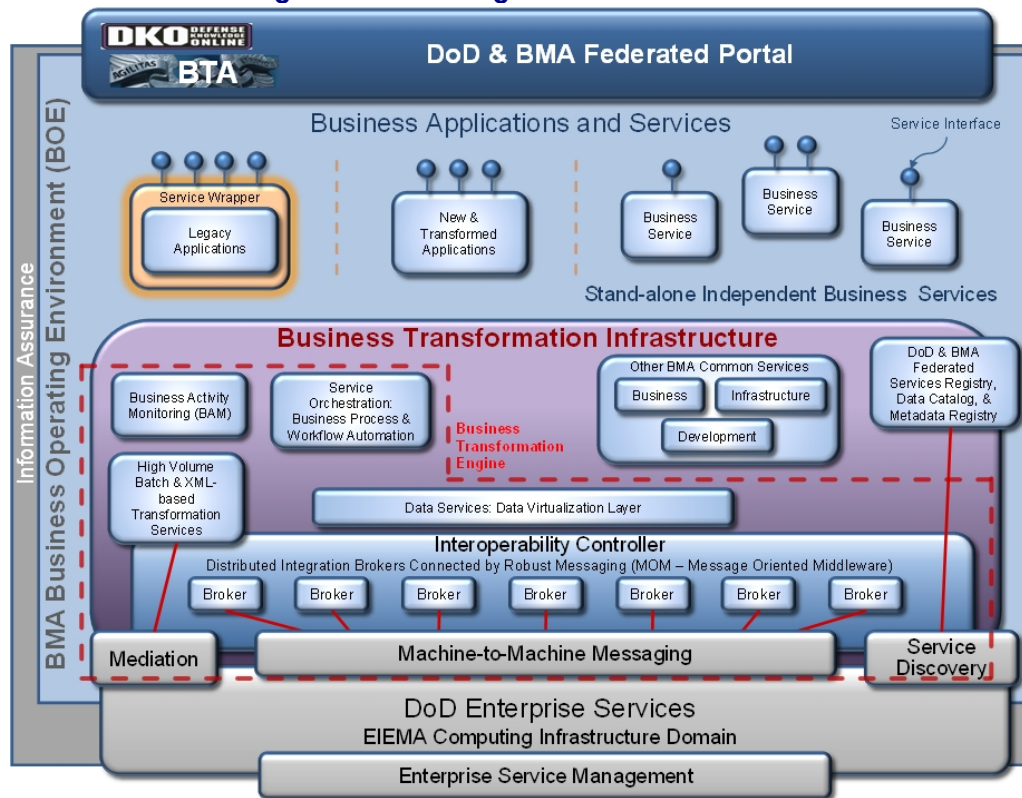 DKO DEFENSE KNOWLEDGE ONLINE
AGILITAS
BTA
DoD & BMA Federated Portal
Information Assurance
BMA Business Operating Environment (BOE)
Business Applications and Services
Service Interface
Service Wrapper
Legacy
Applications
New &
Transformed
Applications
Business
Service
Business
Service
Business
Service
Stand-alone Independent Business Services
Business Transformation Infrastructure
Business Activity
Monitoring (BAM)
Service
Orchestration:
Business Process &
Workflow Automation
Business
Transformation
Engine
Other BMA Common Services
Business
Infrastructure
Development
DoD & BMA
Federated
Services Registry,
Data Catalog, &
Metadata Registry
High Volume
Batch & XML-
based
Transformation
Services
Data Services: Data Virtualization Layer
Interoperability Controller
Distributed Integration Brokers Connected by Robust Messaging (MOM – Message Oriented Middleware)
Broker
Broker
Broker
Broker
Broker
Broker
Broker
Mediation
Machine-to-Machine Messaging
Service
Discovery
DoD Enterprise Services
EIEMA Computing Infrastructure Domain
Enterprise Service Management